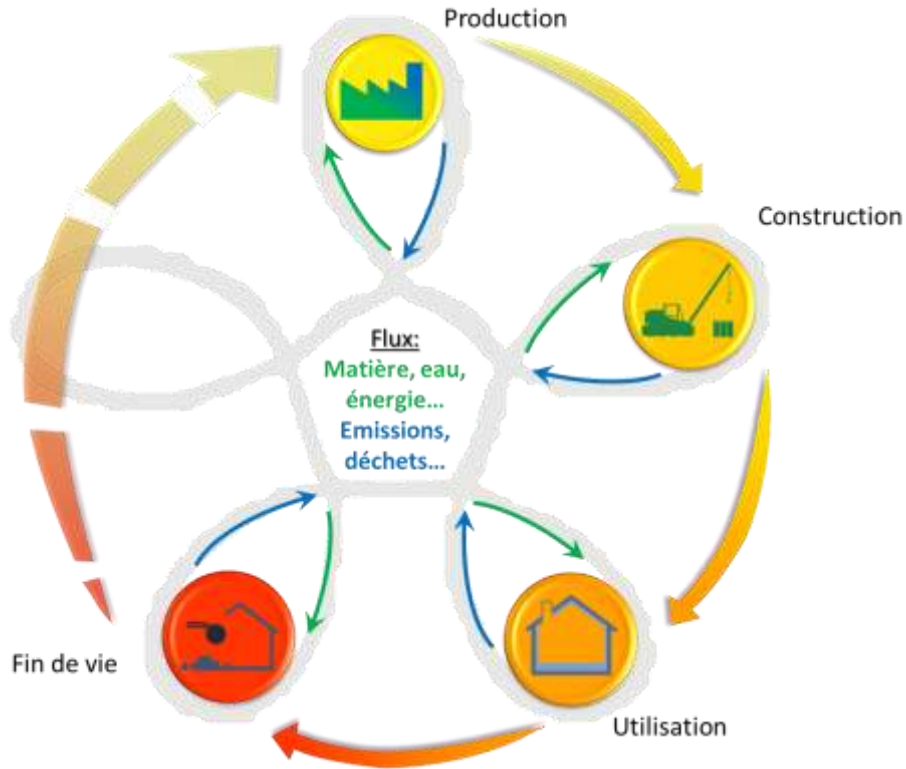 Production
Construction
Flux:
Matière, eau,
énergie...
Emissions,
déchets...
Fin de vie
Utilisation